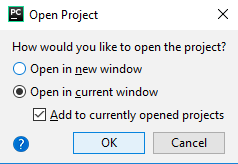 PC Open Project
How would you like to open the project?
Open in new window
Open in current window
Add to currently opened projects
? OK Cancel